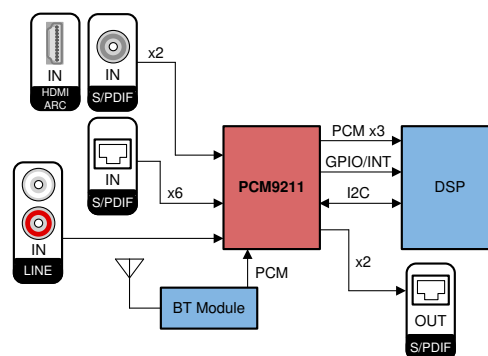 IN
HDMI
ARC
IN
S/PDIF
x2
IN
S/PDIF
x6
IN
LINE
PCM9211
PCM x3
GPIO/INT
I2C
DSP
x2
PCM
BT Module
OUT
S/PDIF